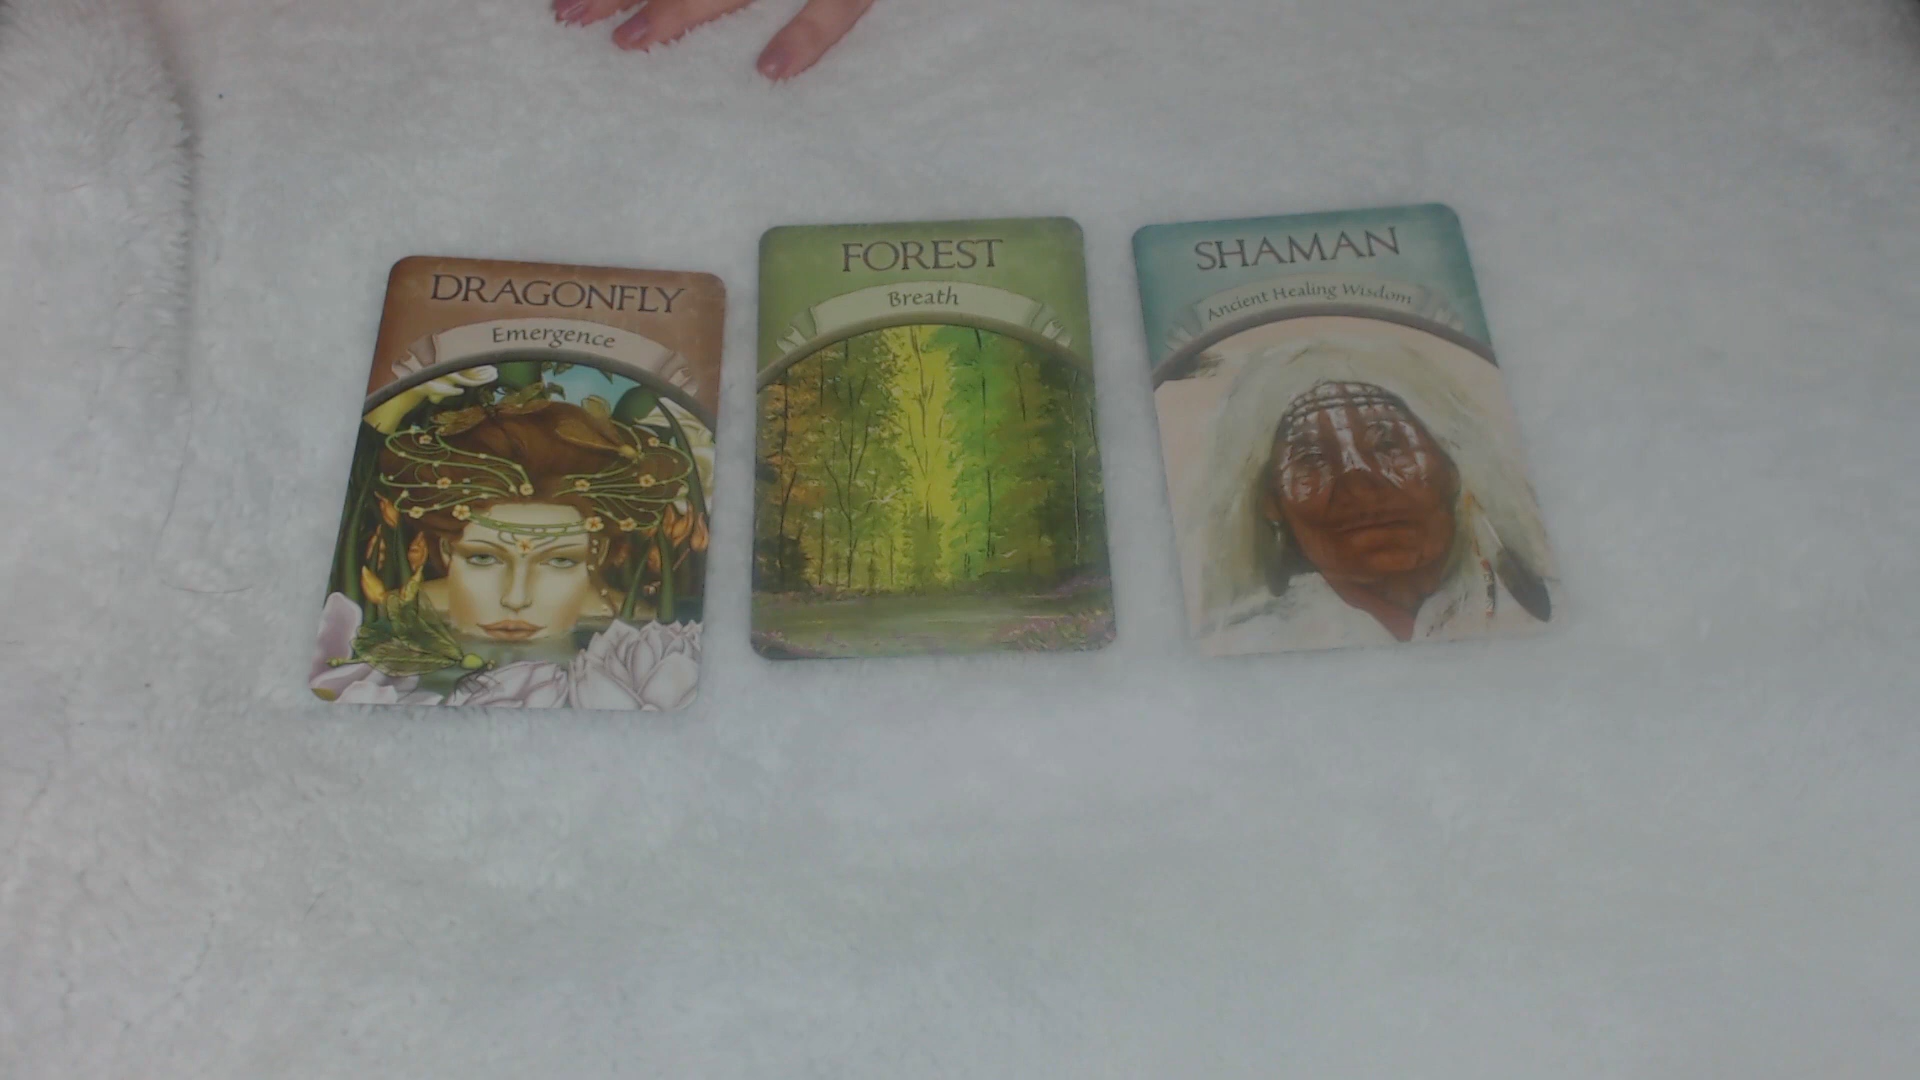 DRAGONFLY
Emergence
FOREST
Breath
SHAMAN
Ancient Healing Wisdom